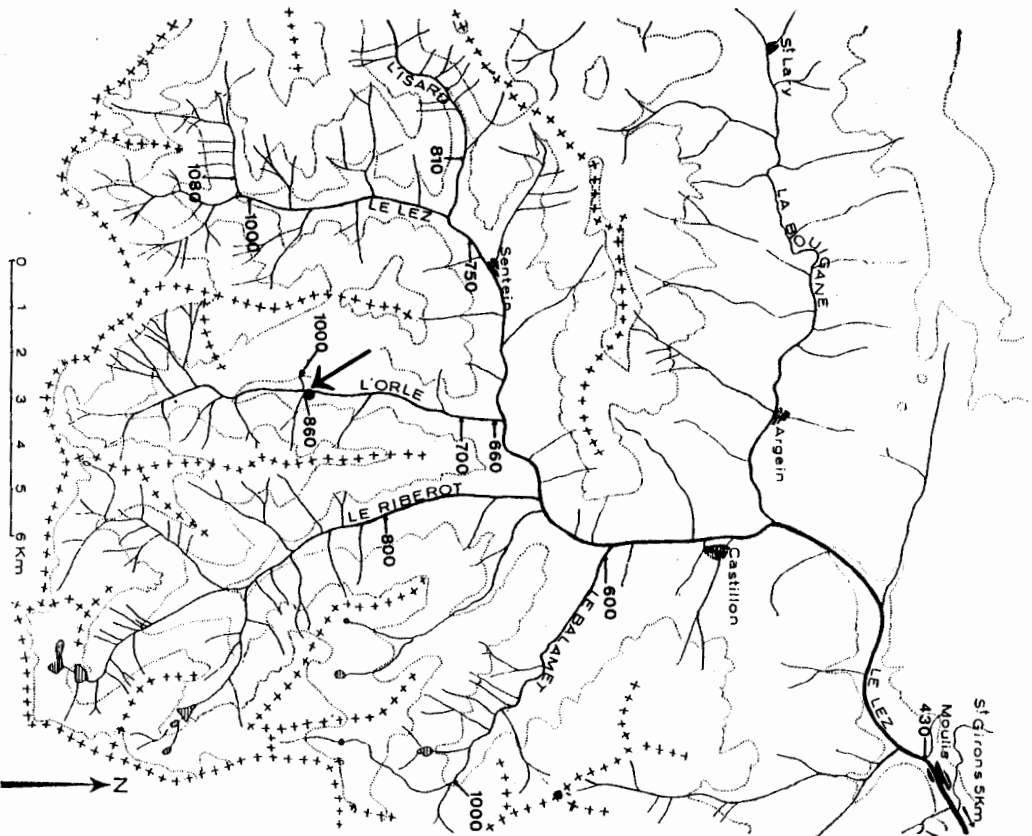 St Lary
L'ISARD
LA BOUIGANE
810
1080
LE LEZ
1000
Sentein
750
0
1
2
3
4
5
6 Km
1000
L'ORLE
860
Argein
700
660
LE RIBEROT
800
Castillon
600
LE BALAMET
LE LEZ
430
Moulis
St Girons 5Km
1000
N